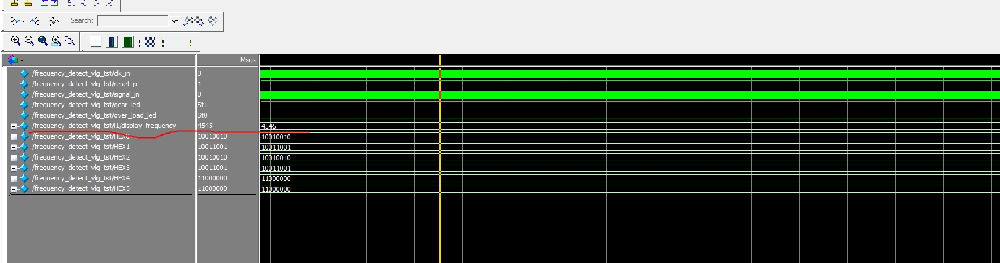 Search:
Msgs
/frequency_detect_vlg_tst/clk_in 0
/frequency_detect_vlg_tst/reset_p 1
/frequency_detect_vlg_tst/signal_in 0
/frequency_detect_vlg_tst/gear_led St1
/frequency_detect_vlg_tst/over_load_led St0
/frequency_detect_vlg_tst/i1/display_frequency 4545 4545
/frequency_detect_vlg_tst/HEX0 10010010 10010010
/frequency_detect_vlg_tst/HEX1 10011001 10011001
/frequency_detect_vlg_tst/HEX2 10010010 10010010
/frequency_detect_vlg_tst/HEX3 10011001 10011001
/frequency_detect_vlg_tst/HEX4 11000000 11000000
/frequency_detect_vlg_tst/HEX5 11000000 11000000